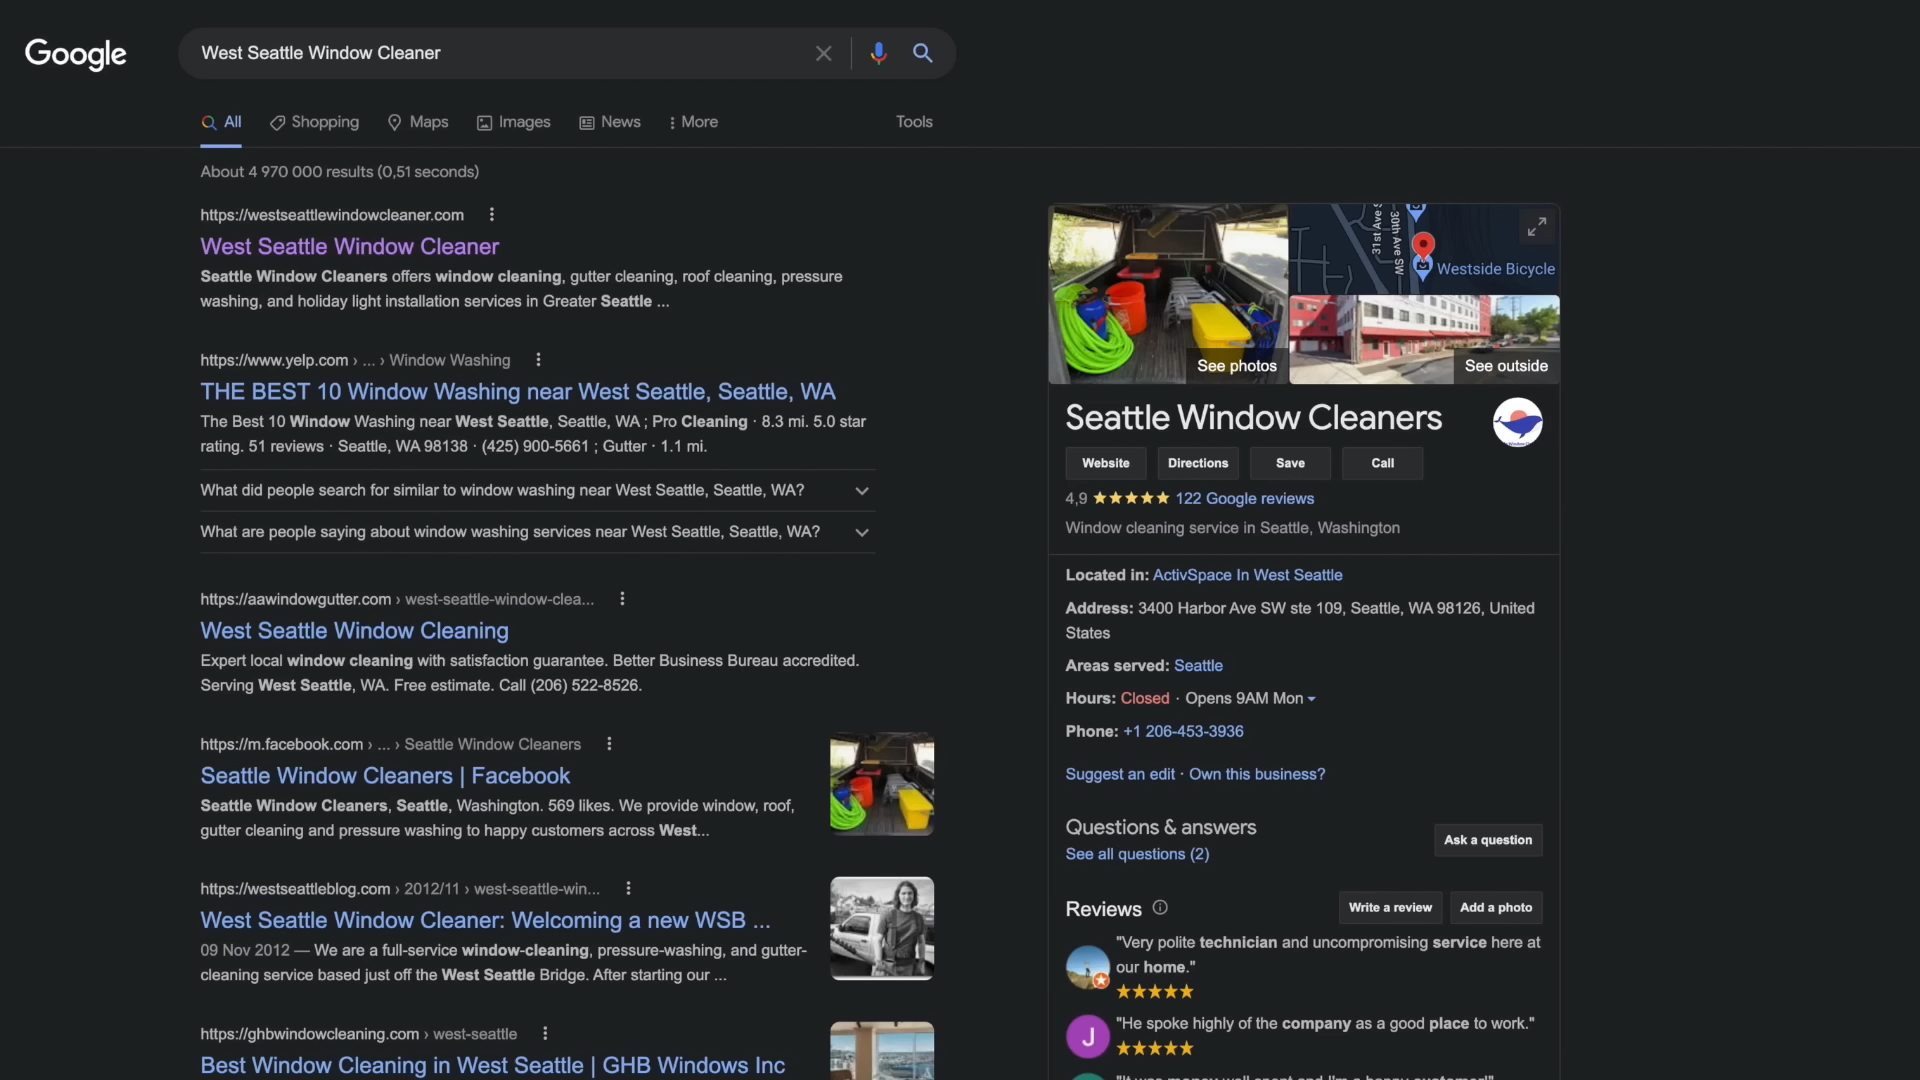 Google
West Seattle Window Cleaner
All
Shopping
Maps
Images
News
More
Tools
About 4 970 000 results (0,51 seconds)
https://westseattlewindowcleaner.com
West Seattle Window Cleaner
Seattle Window Cleaners offers window cleaning, gutter cleaning, roof cleaning, pressure
washing, and holiday light installation services in Greater Seattle ...
https://www.yelp.com › ... › Window Washing
THE BEST 10 Window Washing near West Seattle, Seattle, WA
The Best 10 Window Washing near West Seattle, Seattle, WA ; Pro Cleaning · 8.3 mi. 5.0 star
rating. 51 reviews · Seattle, WA 98138 · (425) 900-5661 ; Gutter · 1.1 mi.
What did people search for similar to window washing near West Seattle, Seattle, WA?
What are people saying about window washing services near West Seattle, Seattle, WA?
https://aawindowgutter.com › west-seattle-window-clea...
West Seattle Window Cleaning
Expert local window cleaning with satisfaction guarantee. Better Business Bureau accredited.
Serving West Seattle, WA. Free estimate. Call (206) 522-8526.
https://m.facebook.com › ... › Seattle Window Cleaners
Seattle Window Cleaners | Facebook
Seattle Window Cleaners, Seattle, Washington. 569 likes. We provide window, roof,
gutter cleaning and pressure washing to happy customers across West...
https://westseattleblog.com › 2012/11 › west-seattle-win...
West Seattle Window Cleaner: Welcoming a new WSB ...
09 Nov 2012 — We are a full-service window-cleaning, pressure-washing, and gutter-
cleaning service based just off the West Seattle Bridge. After starting our ...
https://ghbwindowcleaning.com › west-seattle
Best Window Cleaning in West Seattle | GHB Windows Inc
31st Ave S
30th Ave SW
Westside Bicycle
See photos
See outside
Seattle Window Cleaners
Website
Directions
Save
Call
4,9 ★★★★★ 122 Google reviews
Window cleaning service in Seattle, Washington
Located in: ActivSpace In West Seattle
Address: 3400 Harbor Ave SW ste 109, Seattle, WA 98126, United
States
Areas served: Seattle
Hours: Closed · Opens 9AM Mon
Phone: +1 206-453-3936
Suggest an edit · Own this business?
Questions & answers
See all questions (2)
Ask a question
Reviews
Write a review
Add a photo
"Very polite technician and uncompromising service here at
our home."
★★★★★
J
"He spoke highly of the company as a good place to work."
★★★★★